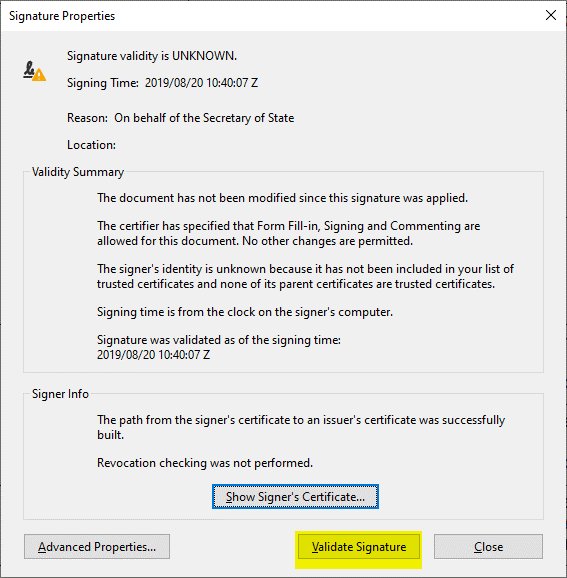 Signature Properties
Signature validity is UNKNOWN.
Signing Time: 2019/08/20 10:40:07 Z
Reason: On behalf of the Secretary of State
Location:
Validity Summary
The document has not been modified since this signature was applied.
The certifier has specified that Form Fill-in, Signing and Commenting are
allowed for this document. No other changes are permitted.
The signer's identity is unknown because it has not been included in your list of
trusted certificates and none of its parent certificates are trusted certificates.
Signing time is from the clock on the signer's computer.
Signature was validated as of the signing time:
2019/08/20 10:40:07 Z
Signer Info
The path from the signer's certificate to an issuer's certificate was successfully
built.
Revocation checking was not performed.
Show Signer's Certificate...
Advanced Properties...
Validate Signature
Close